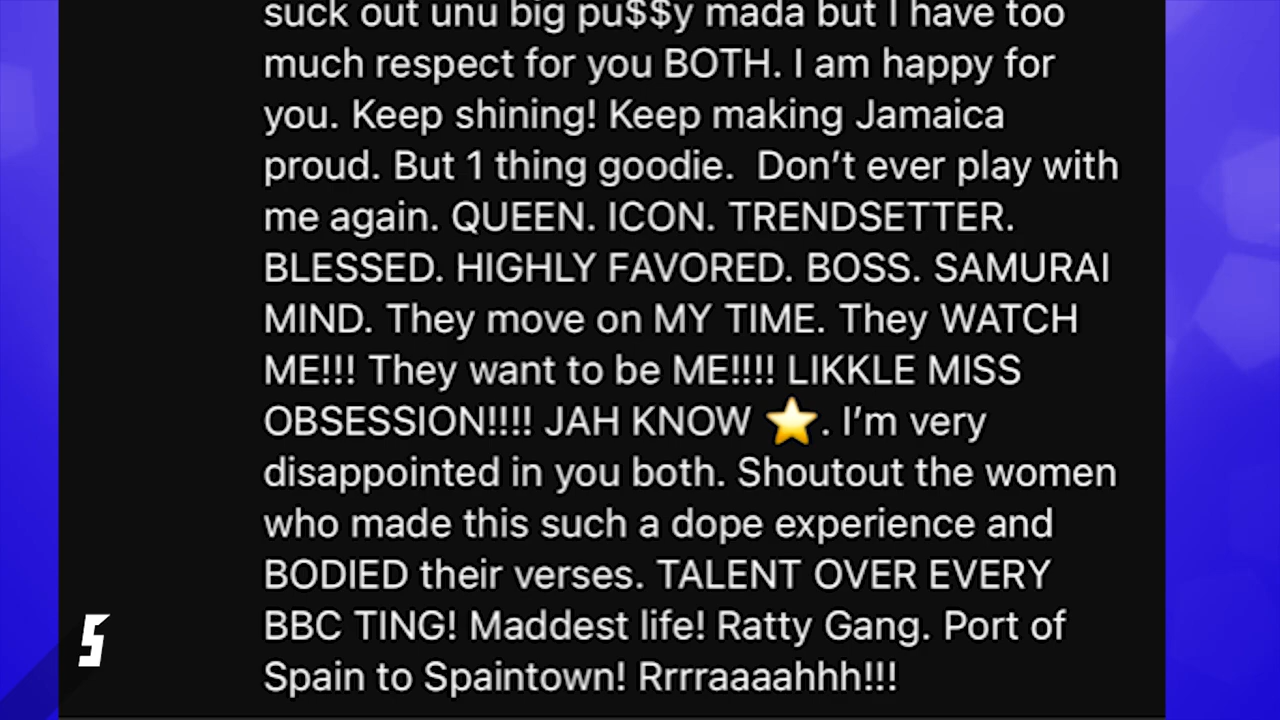 suck out unu big pu$$y mada but I have too
much respect for you BOTH. I am happy for
you. Keep shining! Keep making Jamaica
proud. But 1 thing goodie.  Don’t ever play with
me again. QUEEN. ICON. TRENDSETTER.
BLESSED. HIGHLY FAVORED. BOSS. SAMURAI
MIND. They move on MY TIME. They WATCH
ME!!! They want to be ME!!!! LIKKLE MISS
OBSESSION!!!! JAH KNOW ⭐. I’m very
disappointed in you both. Shoutout the women
who made this such a dope experience and
BODIED their verses. TALENT OVER EVERY
BBC TING! Maddest life! Ratty Gang. Port of
Spain to Spaintown! Rrrraaaahhh!!!
5